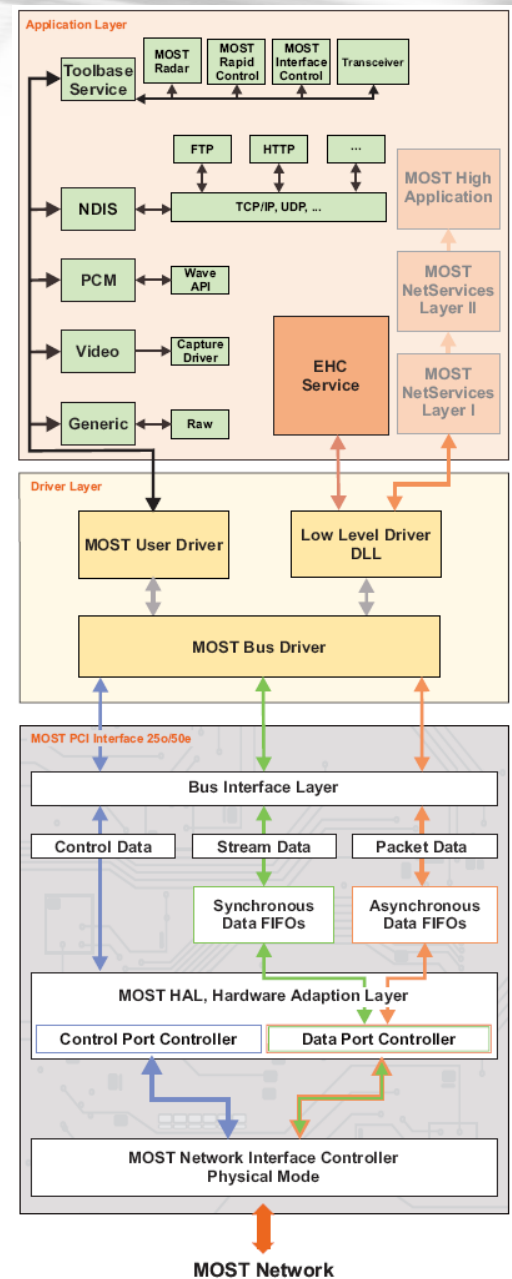 Application Layer
Toolbase
Service
MOST
Radar
MOST
Rapid
Control
MOST
Interface
Control
Transceiver
FTP
HTTP
...
NDIS
TCP/IP, UDP, ...
MOST High
Application
PCM
Wave
API
MOST
NetServices
Layer II
Video
Capture
Driver
EHC
Service
MOST
NetServices
Layer I
Generic
Raw
Driver Layer
MOST User Driver
Low Level Driver
DLL
MOST Bus Driver
MOST PCI Interface 25o/50e
Bus Interface Layer
Control Data
Stream Data
Packet Data
Synchronous
Data FIFOs
Asynchronous
Data FIFOs
MOST HAL, Hardware Adaption Layer
Control Port Controller
Data Port Controller
MOST Network Interface Controller
Physical Mode
MOST Network